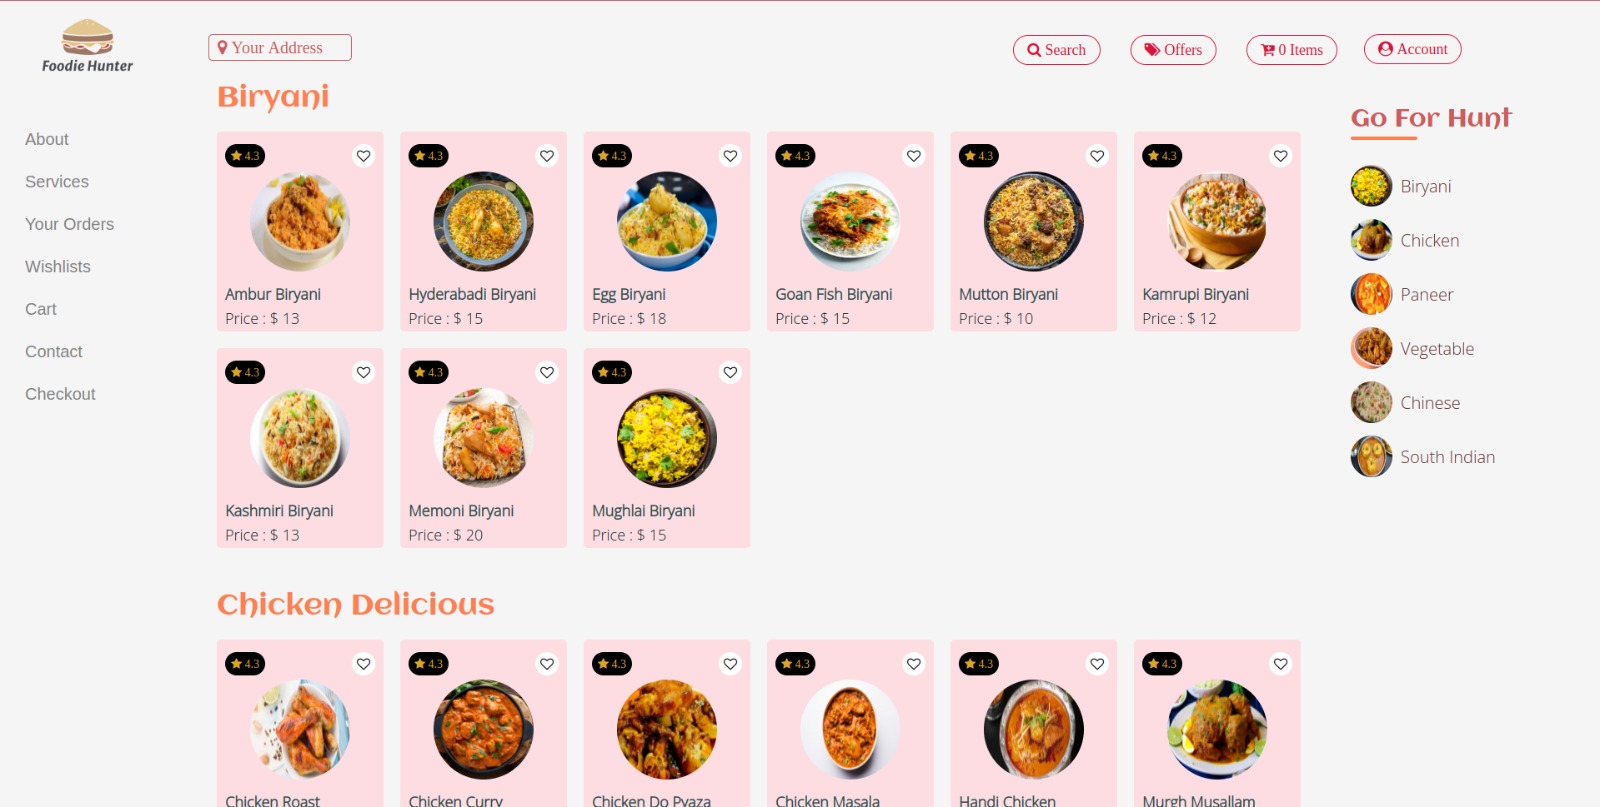 Foodie Hunter
Your Address
Search
Offers
0 Items
Account
About
Services
Your Orders
Wishlists
Cart
Contact
Checkout
Biryani
4.3
Ambur Biryani
Price : $ 13
4.3
Hyderabadi Biryani
Price : $ 15
4.3
Egg Biryani
Price : $ 18
4.3
Goan Fish Biryani
Price : $ 15
4.3
Mutton Biryani
Price : $ 10
4.3
Kamrupi Biryani
Price : $ 12
4.3
Kashmiri Biryani
Price : $ 13
4.3
Memoni Biryani
Price : $ 20
4.3
Mughlai Biryani
Price : $ 15
Chicken Delicious
4.3
Chicken Roast
4.3
Chicken Curry
4.3
Chicken Do Pyaza
4.3
Chicken Masala
4.3
Handi Chicken
4.3
Murgh Musallam
Go For Hunt
Biryani
Chicken
Paneer
Vegetable
Chinese
South Indian